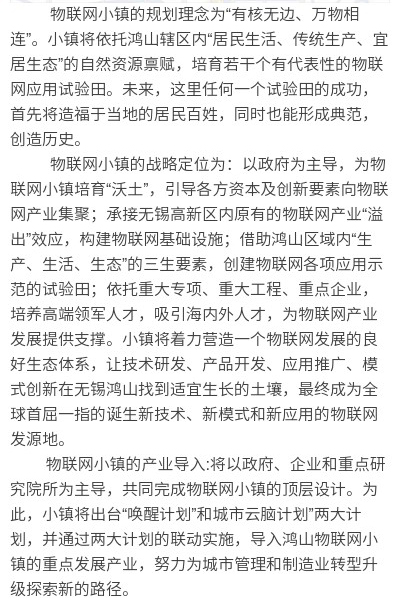 物联网小镇的规划理念为“有核无边、万物相
连”。小镇将依托鸿山辖区内“居民生活、传统生产、宜
居生态”的自然资源禀赋，培育若干个有代表性的物联
网应用试验田。未来，这里任何一个试验田的成功，
首先将造福于当地的居民百姓，同时也能形成典范，
创造历史。
物联网小镇的战略定位为：以政府为主导，为物
联网小镇培育“沃土”，引导各方资本及创新要素向物联
网产业集聚；承接无锡高新区内原有的物联网产业“溢
出”效应，构建物联网基础设施；借助鸿山区域内“生
产、生活、生态”的三生要素，创建物联网各项应用示
范的试验田；依托重大专项、重大工程、重点企业，
培养高端领军人才，吸引海内外人才，为物联网产业
发展提供支撑。小镇将着力营造一个物联网发展的良
好生态体系，让技术研发、产品开发、应用推广、模
式创新在无锡鸿山找到适宜生长的土壤，最终成为全
球首屈一指的诞生新技术、新模式和新应用的物联网
发源地。
物联网小镇的产业导入:将以政府、企业和重点研
究院所为主导，共同完成物联网小镇的顶层设计。为
此，小镇将出台“唤醒计划”和城市云脑计划”两大计
划，并通过两大计划的联动实施，导入鸿山物联网小
镇的重点发展产业，努力为城市管理和制造业转型升
级探索新的路径。